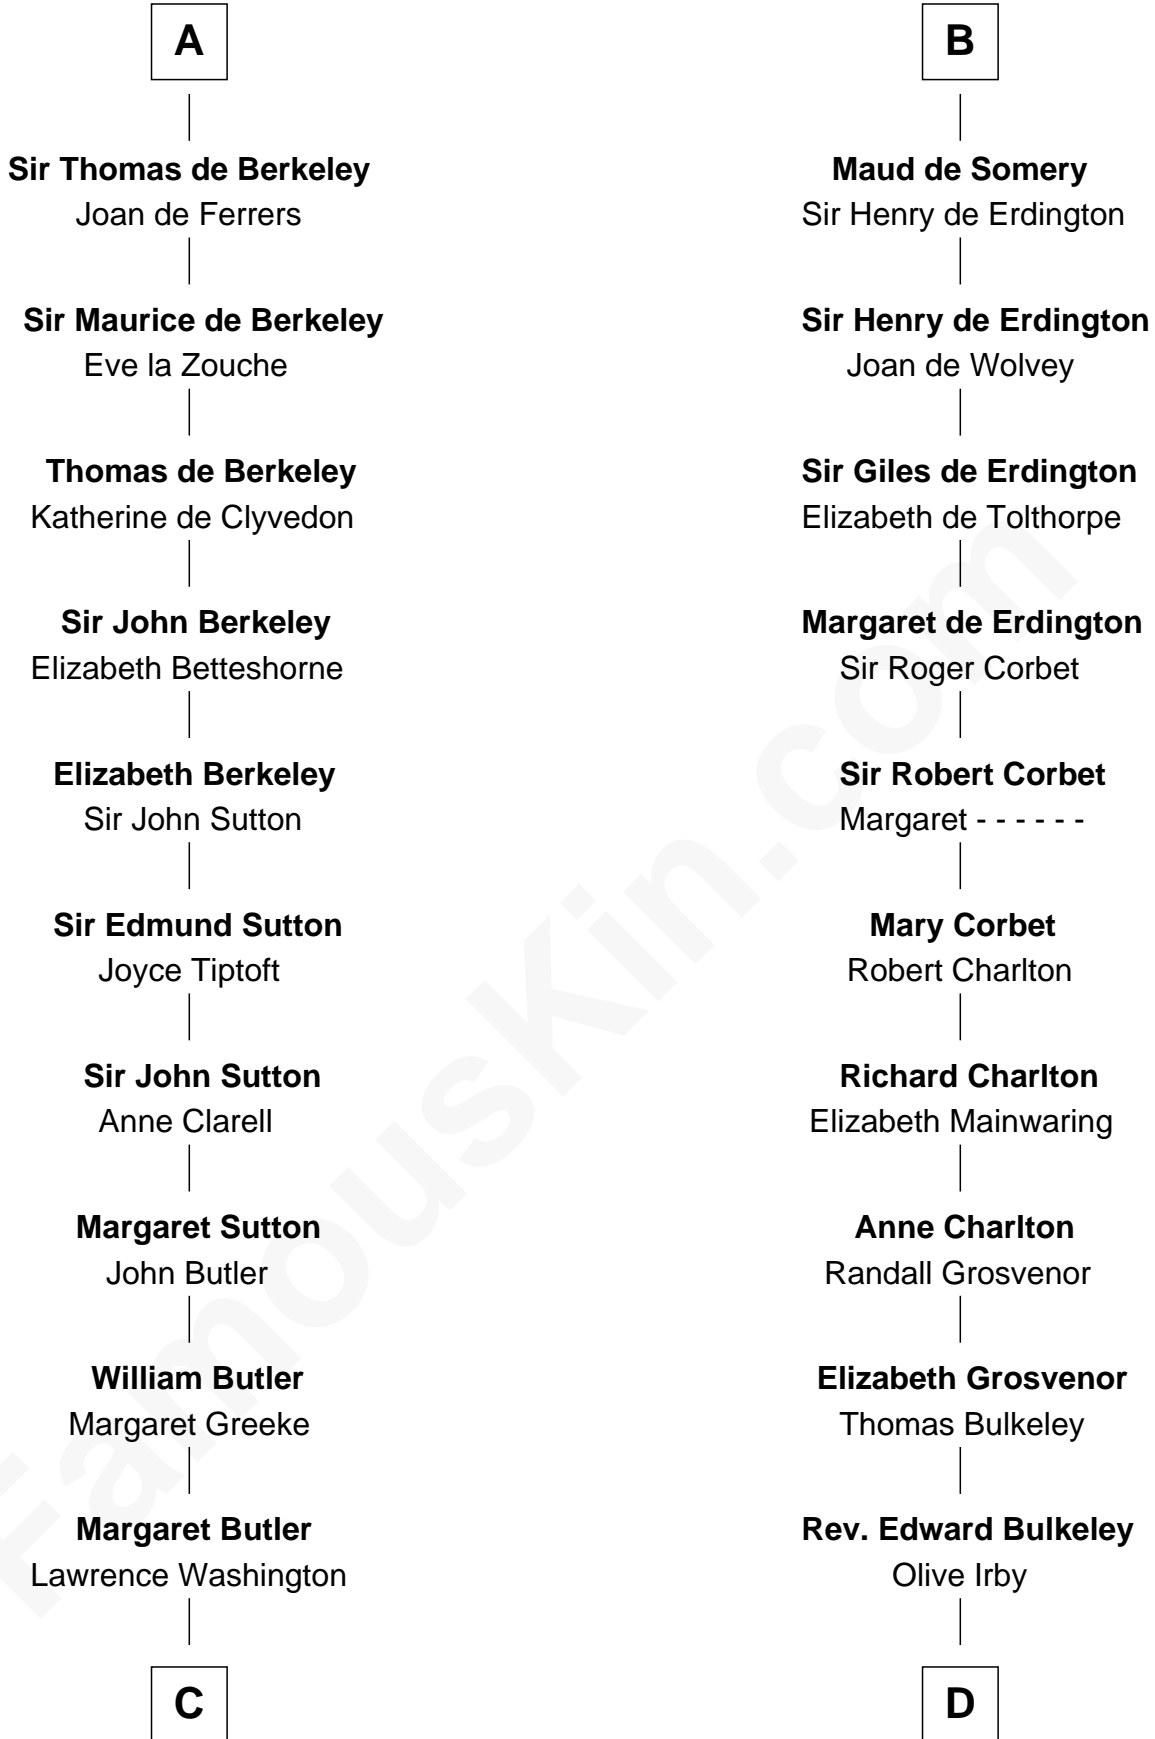 A
Sir Thomas de Berkeley
Joan de Ferrers
Sir Maurice de Berkeley
Eve la Zouche
Thomas de Berkeley
Katherine de Clyvedon
Sir John Berkeley
Elizabeth Betteshorne
Elizabeth Berkeley
Sir John Sutton
Sir Edmund Sutton
Joyce Tiptoft
Sir John Sutton
Anne Clarell
Margaret Sutton
John Butler
William Butler
Margaret Greeke
Margaret Butler
Lawrence Washington
C
B
Maud de Somery
Sir Henry de Erdington
Sir Henry de Erdington
Joan de Wolvey
Sir Giles de Erdington
Elizabeth de Tolthorpe
Margaret de Erdington
Sir Roger Corbet
Sir Robert Corbet
Margaret - - - - - -
Mary Corbet
Robert Charlton
Richard Charlton
Elizabeth Mainwaring
Anne Charlton
Randall Grosvenor
Elizabeth Grosvenor
Thomas Bulkeley
Rev. Edward Bulkeley
Olive Irby
D
FamousKin.com